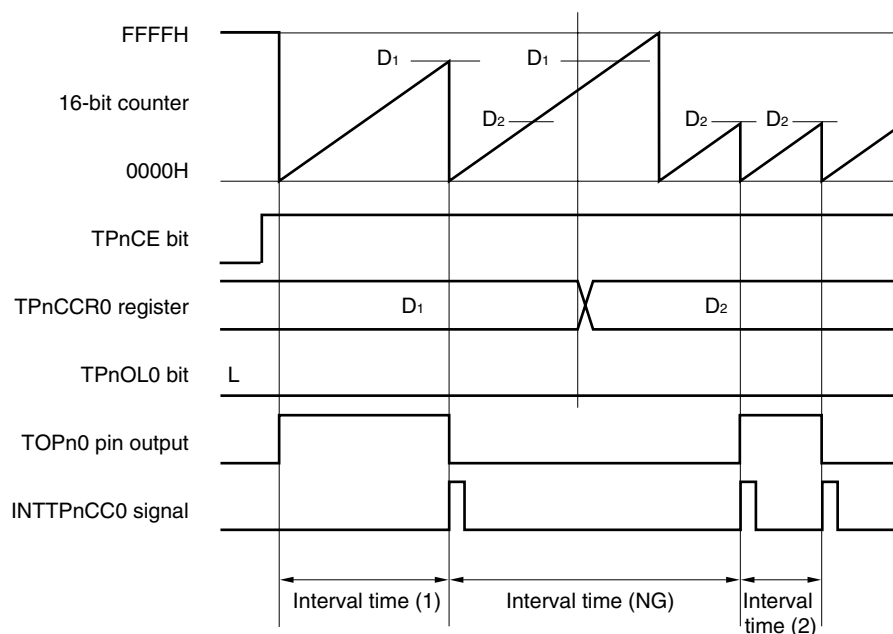 FFFFH
D1
D1
16-bit counter
D2
D2
D2
0000H
TPnCE bit
TPnCCR0 register
D1
D2
TPnOL0 bit
L
TOPn0 pin output
INTTPnCC0 signal
Interval time (1)
Interval time (NG)
Interval
time (2)